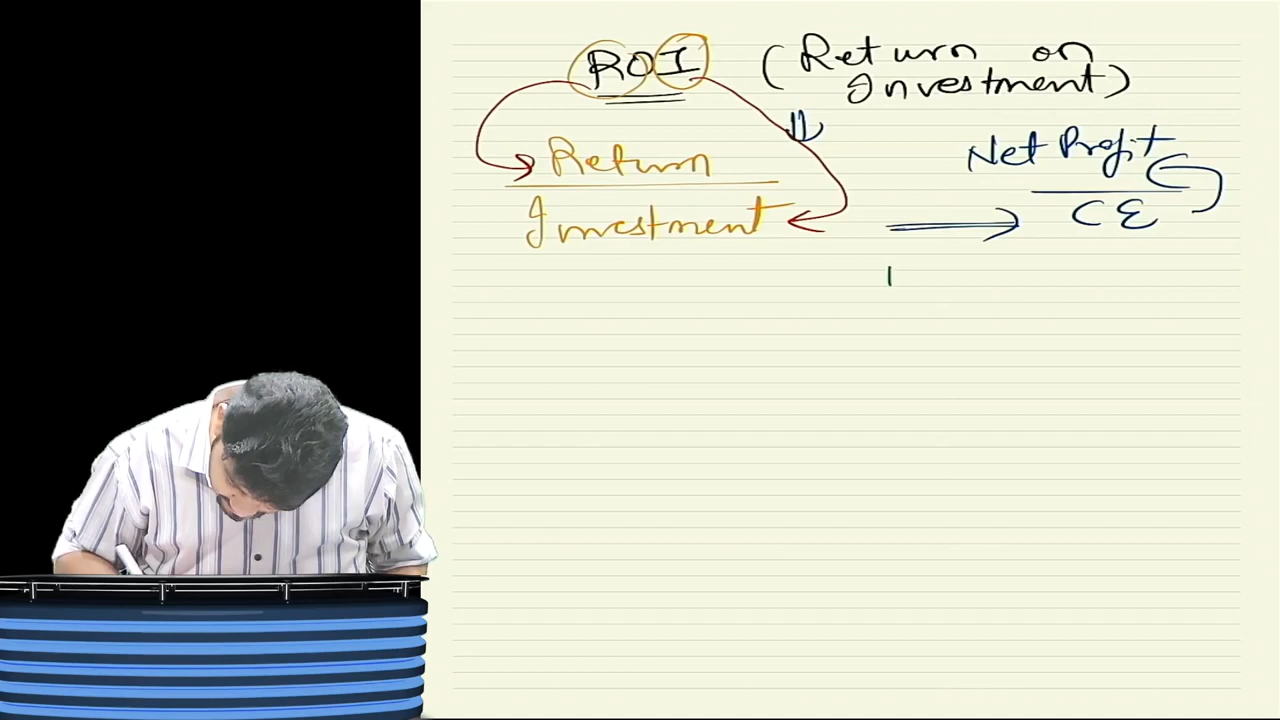 ROI (Return on
Investment)
Return
Investment
Net Profit
CE